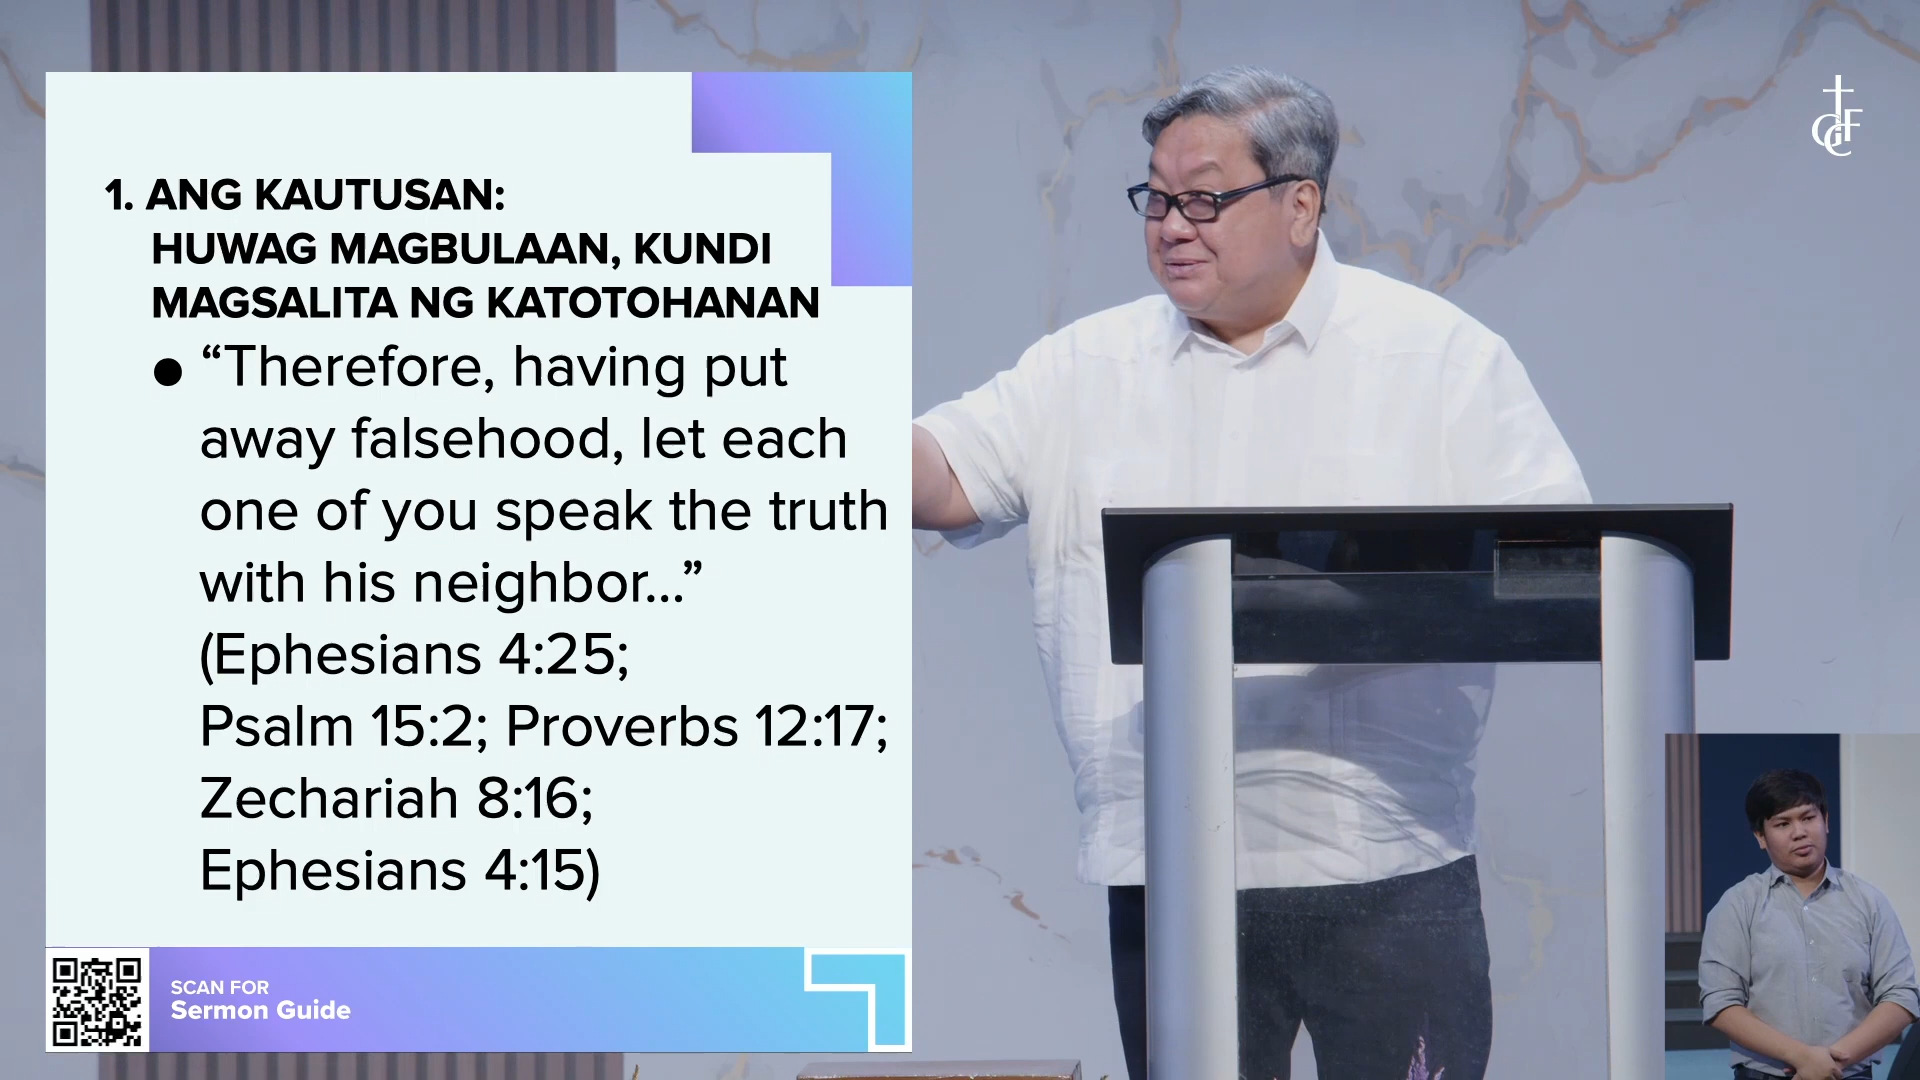 1. ANG KAUTUSAN:
HUWAG MAGBULAAN, KUNDI
MAGSALITA NG KATOTOHANAN
● “Therefore, having put
away falsehood, let each
one of you speak the truth
with his neighbor...”
(Ephesians 4:25;
Psalm 15:2; Proverbs 12:17;
Zechariah 8:16;
Ephesians 4:15)
SCAN FOR
Sermon Guide
GCF